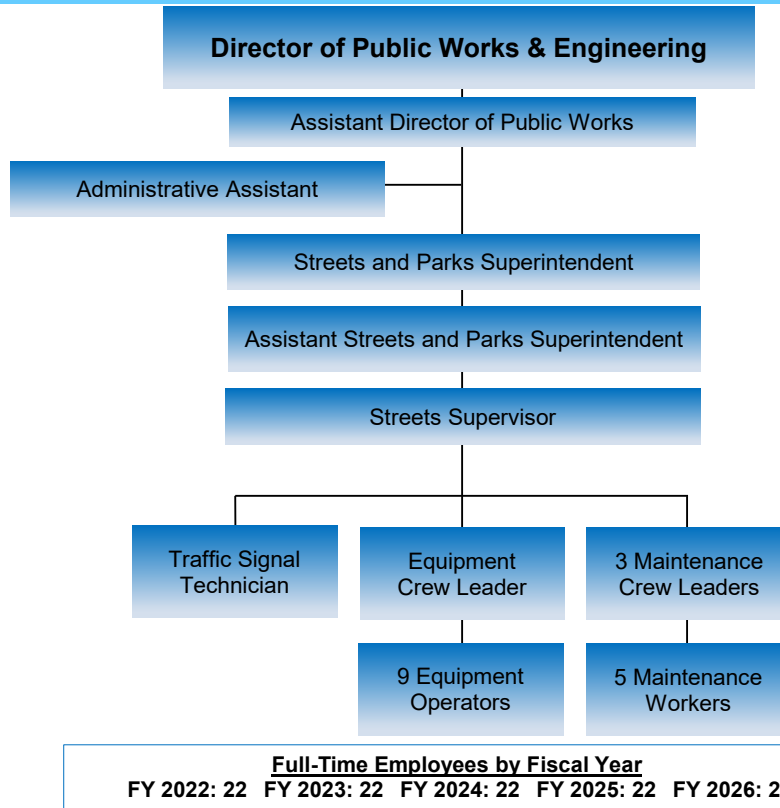 Director of Public Works & Engineering
Assistant Director of Public Works
Administrative Assistant
Streets and Parks Superintendent
Assistant Streets and Parks Superintendent
Streets Supervisor
Traffic Signal
Technician
Equipment
Crew Leader
3 Maintenance
Crew Leaders
9 Equipment
Operators
5 Maintenance
Workers
Full-Time Employees by Fiscal Year
FY 2022: 22 FY 2023: 22 FY 2024: 22 FY 2025: 22 FY 2026: